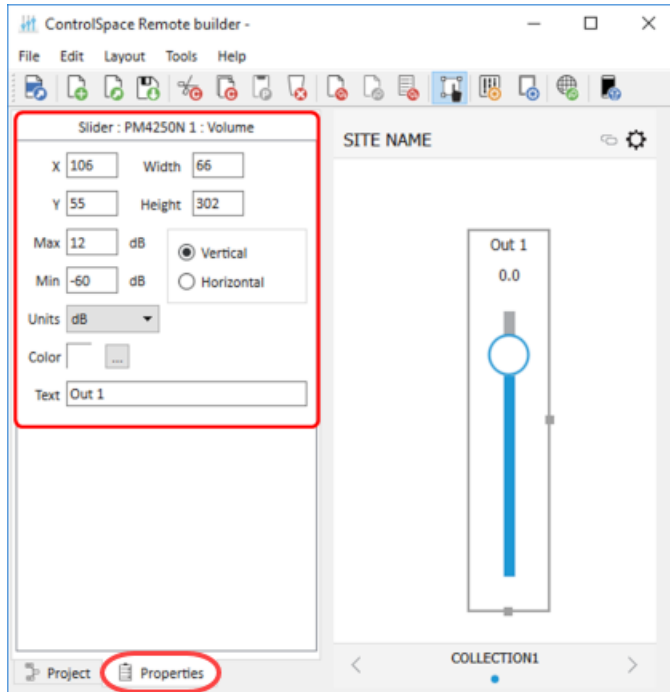 ControlSpace Remote builder -
File Edit Layout Tools Help
Slider : PM4250N 1 : Volume
X 106 Width 66
Y 55 Height 302
Max 12 dB
Vertical
Min -60 dB
Horizontal
Units dB
Color ...
Text Out 1
Project Properties
SITE NAME
Out 1
0.0
COLLECTION1